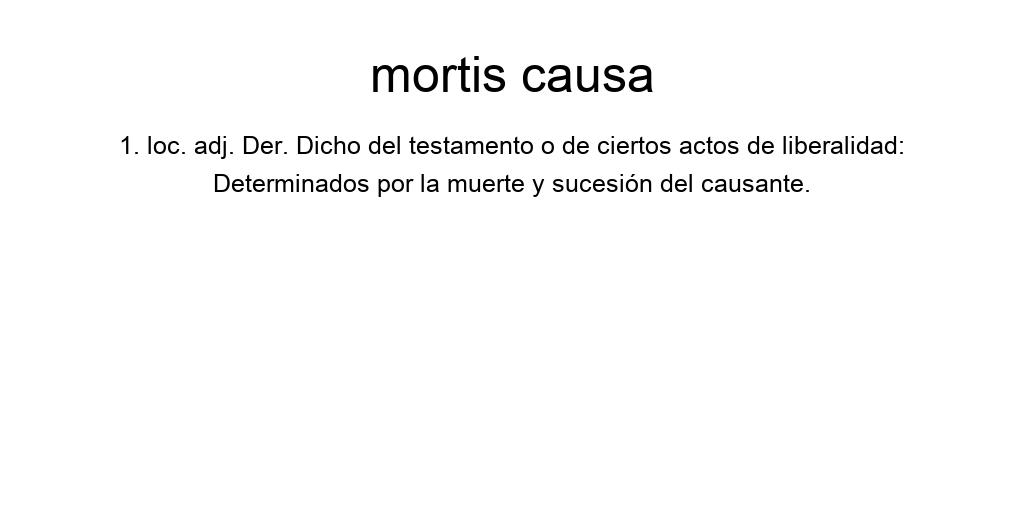 mortis causa
1. loc. adj. Der. Dicho del testamento o de ciertos actos de liberalidad:
Determinados por la muerte y sucesión del causante.